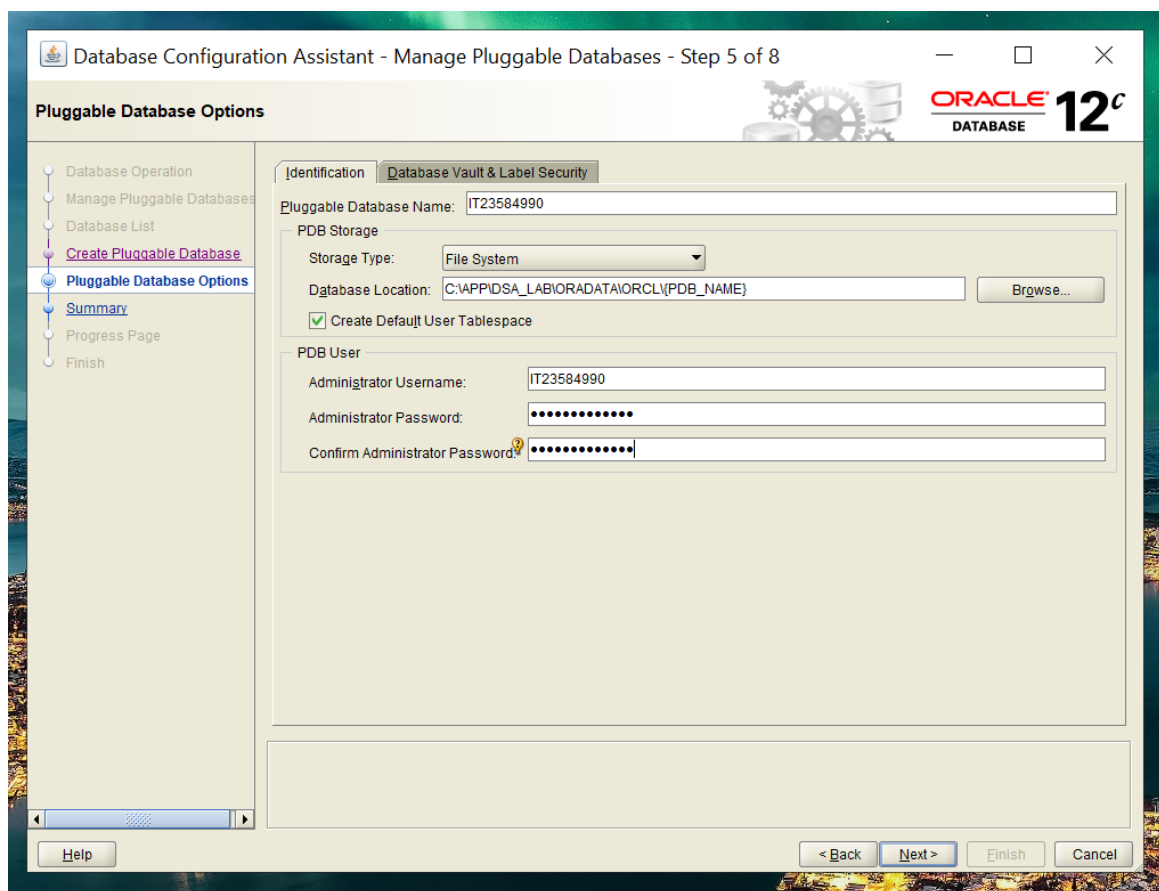 Database Configuration Assistant - Manage Pluggable Databases - Step 5 of 8
Pluggable Database Options
ORACLE DATABASE 12c
Database Operation
Manage Pluggable Databases
Database List
Create Pluggable Database
Pluggable Database Options
Summary
Progress Page
Finish
Identification Database Vault & Label Security
Pluggable Database Name: IT23584990
PDB Storage
Storage Type: File System
Database Location: C:\APP\DSA_LAB\ORADATA\ORCL\{PDB_NAME} Browse...
Create Default User Tablespace
PDB User
Administrator Username: IT23584990
Administrator Password: •••••••••••••
Confirm Administrator Password: •••••••••••••
Help < Back Next > Finish Cancel